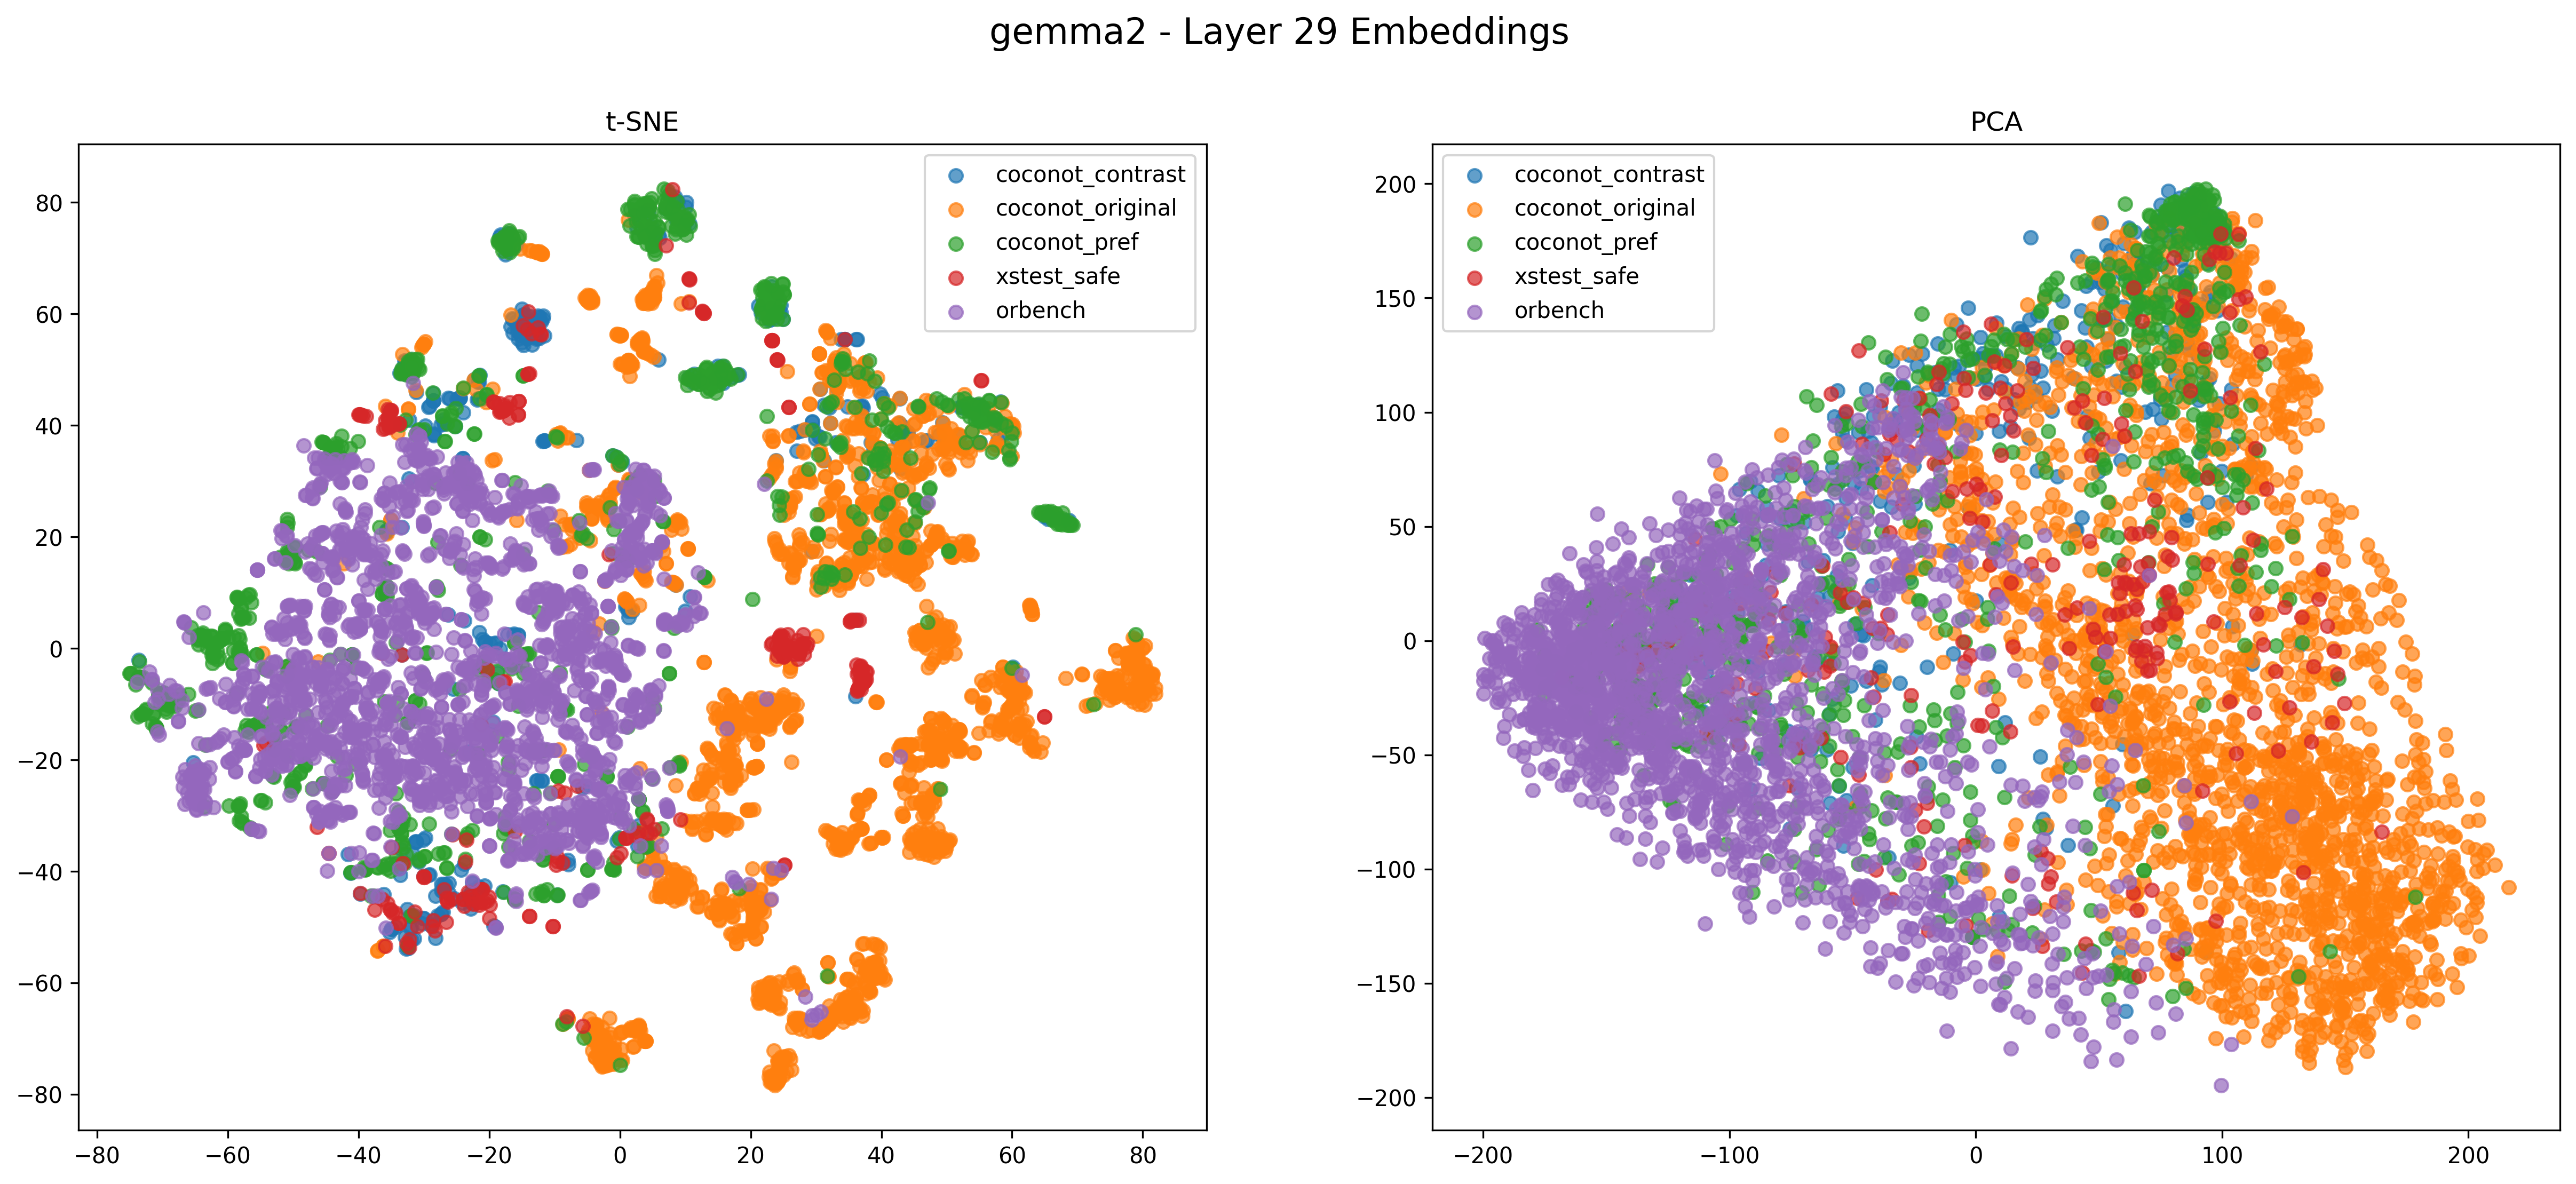 gemma2 - Layer 29 Embeddings
t-SNE
coconot_contrast
coconot_original
coconot_pref
xstest_safe
orbench
80
60
40
20
0
−20
−40
−60
−80
−80 −60 −40 −20 0 20 40 60 80
PCA
coconot_contrast
coconot_original
coconot_pref
xstest_safe
orbench
200
150
100
50
0
−50
−100
−150
−200
−200 −100 0 100 200